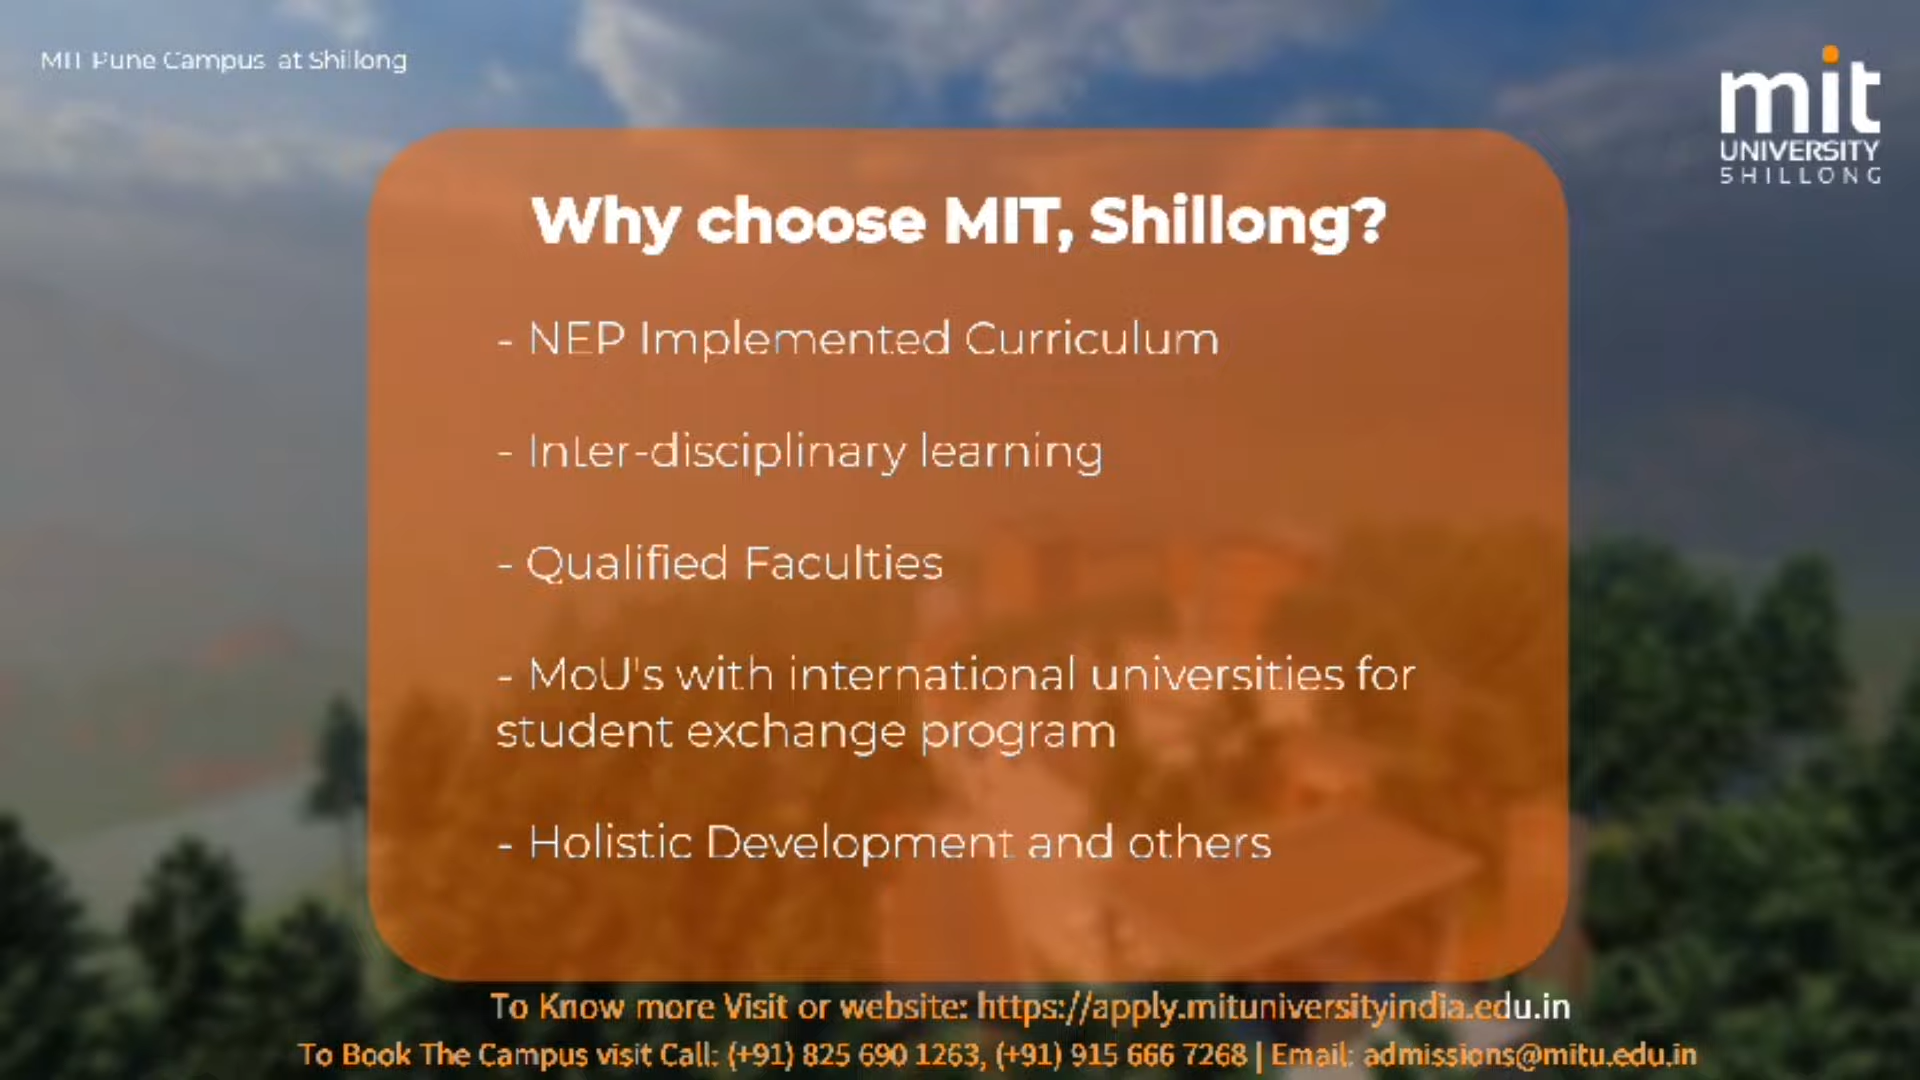 MIT Pune Campus at Shillong
mit
UNIVERSITY
SHILLONG
Why choose MIT, Shillong?
- NEP Implemented Curriculum
- Inter-disciplinary learning
- Qualified Faculties
- MoU's with international universities for
student exchange program
- Holistic Development and others
To Know more Visit or website: https://apply.mituniversityindia.edu.in
To Book The Campus visit Call: (+91) 825 690 1263, (+91) 915 666 7268 | Email: admissions@mitu.edu.in